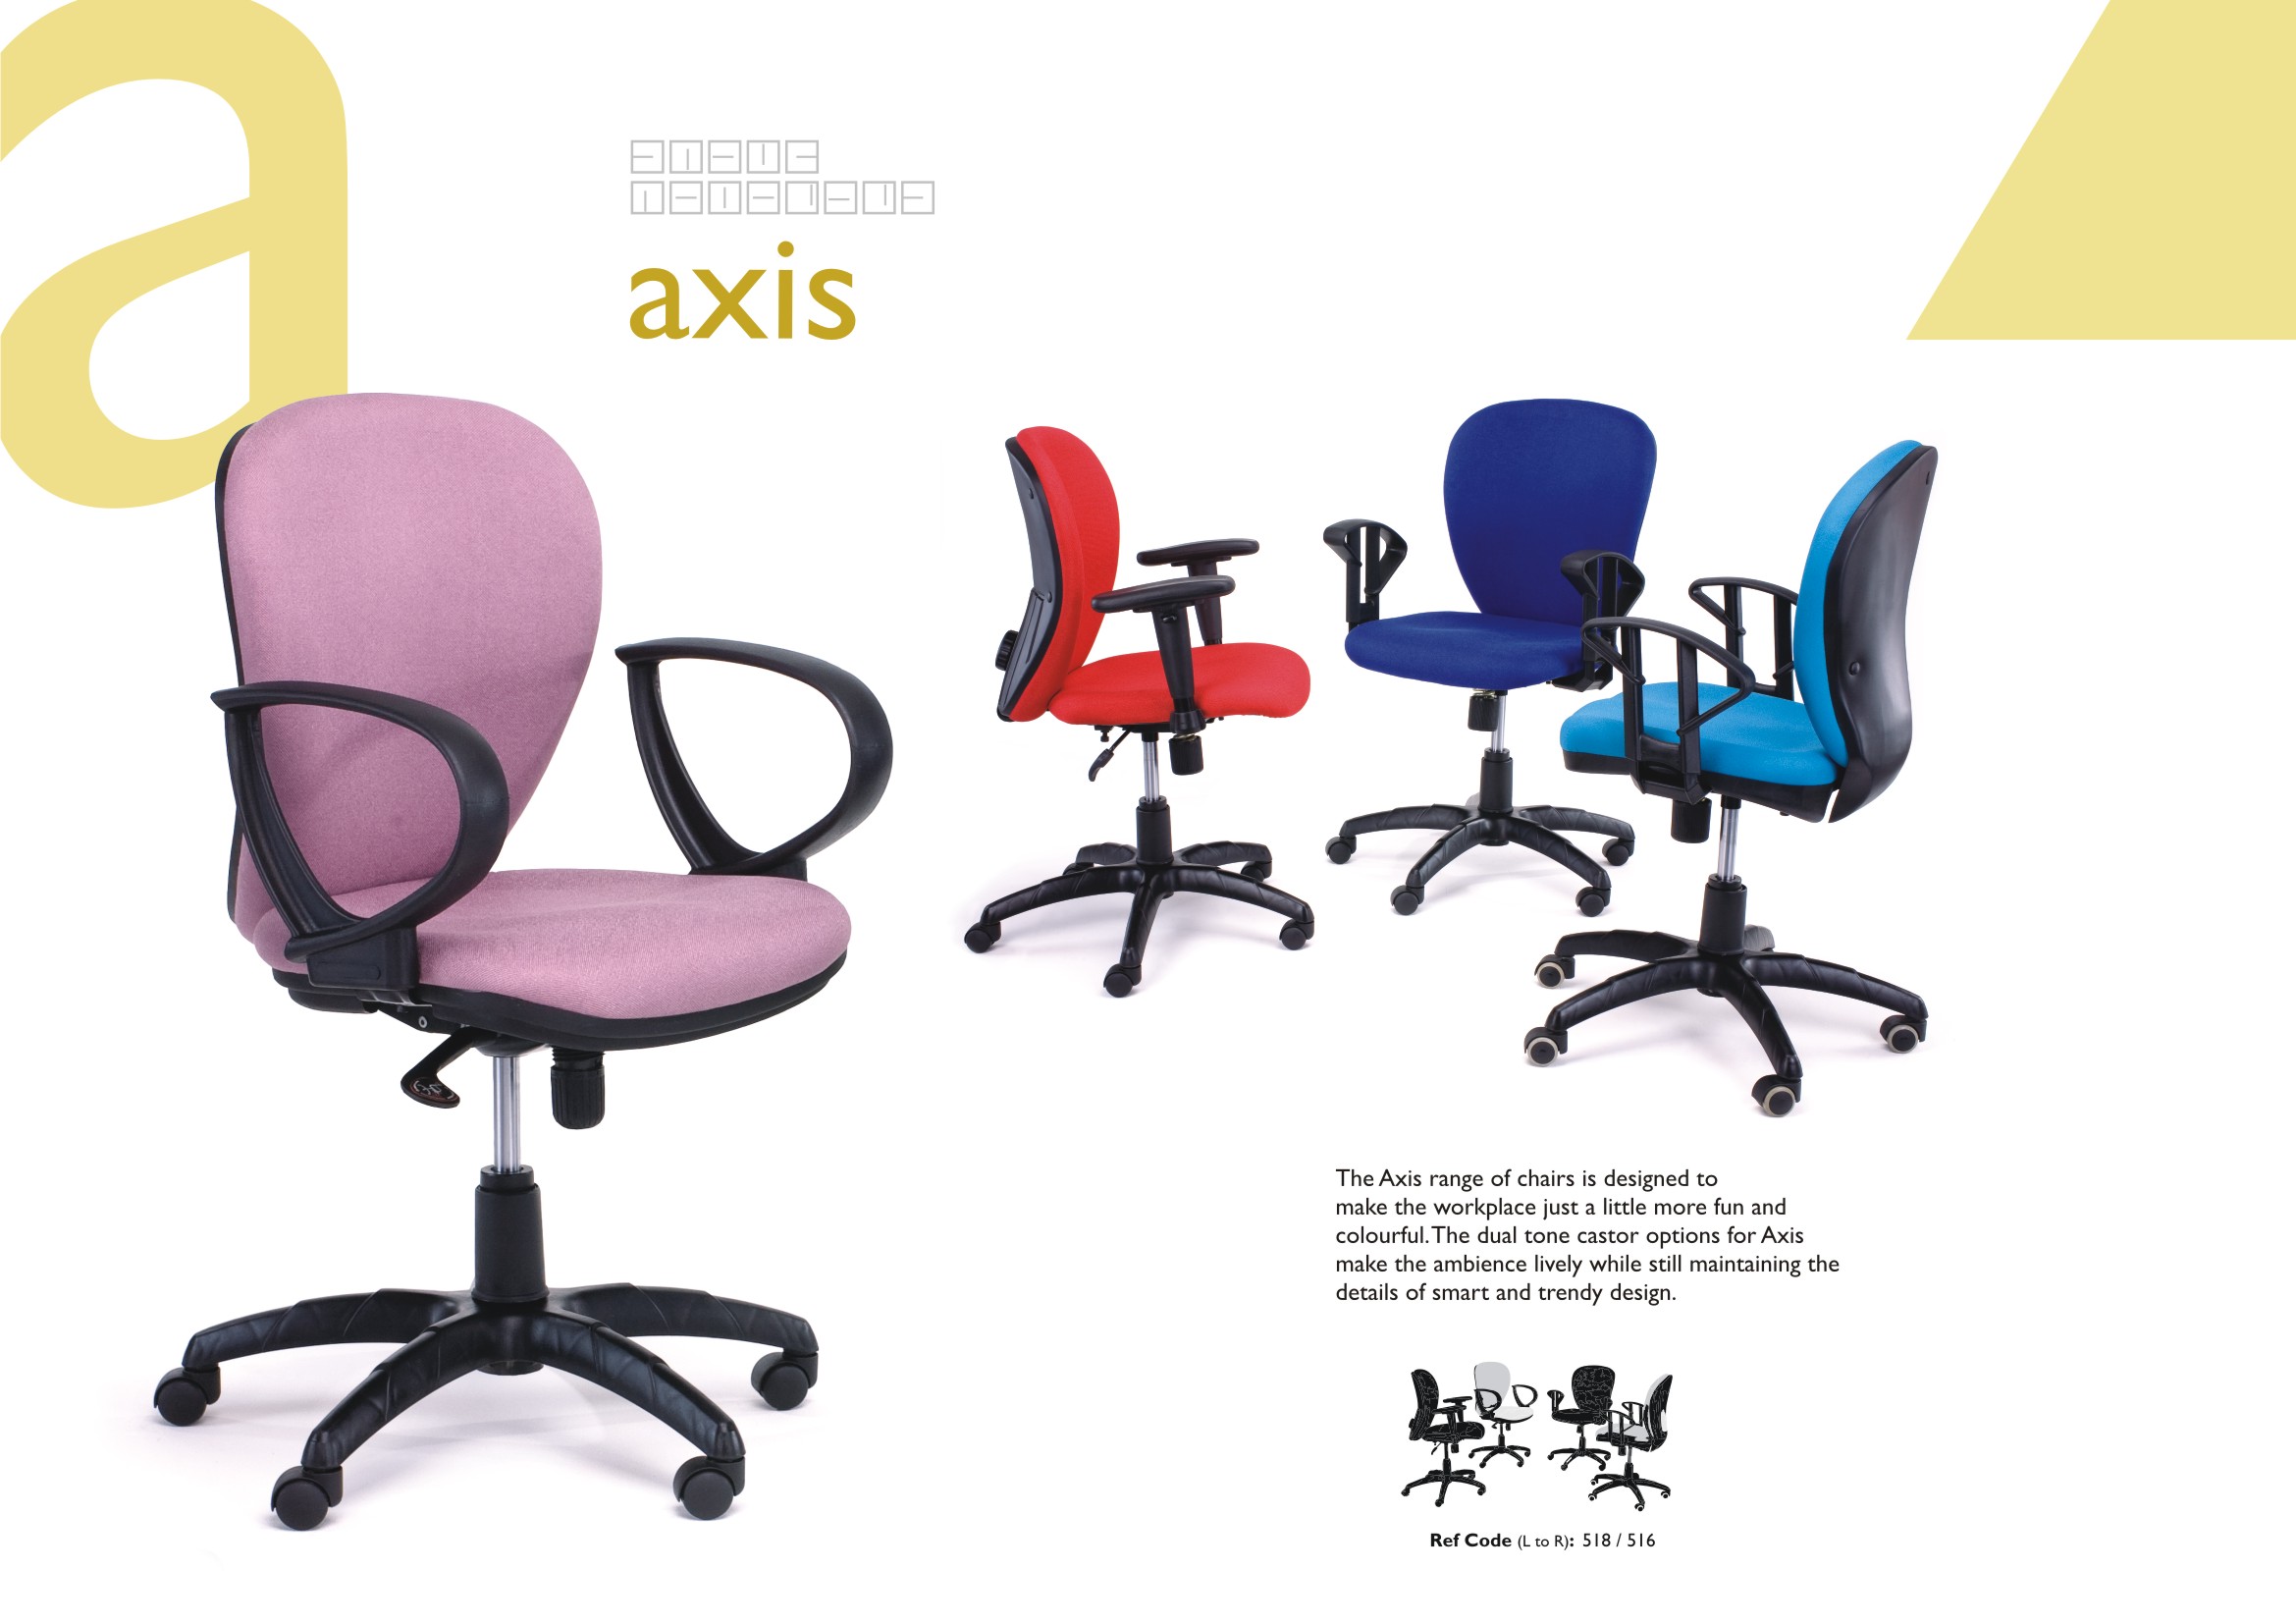 a
axis
The Axis range of chairs is designed to
make the workplace just a little more fun and
colourful. The dual tone castor options for Axis
make the ambience lively while still maintaining the
details of smart and trendy design.
Ref Code (L to R): 518 / 516